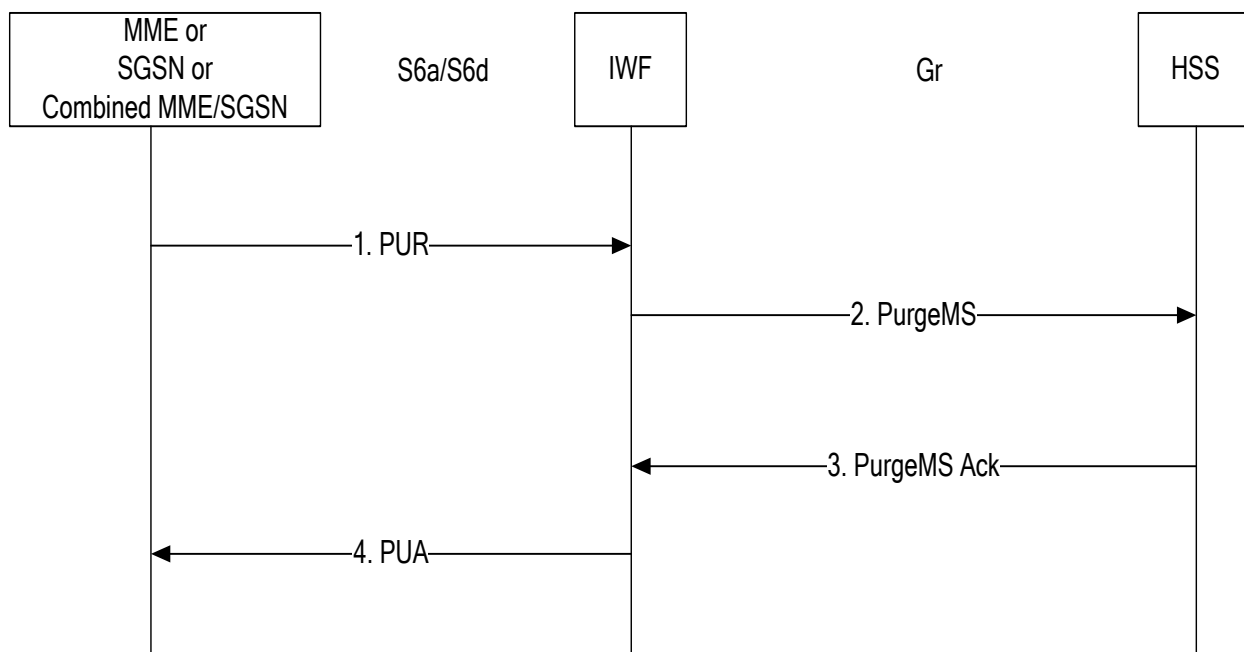 MME or
SGSN or
Combined MME/SGSN
S6a/S6d
IWF
Gr
HSS
1. PUR
2. PurgeMS
3. PurgeMS Ack
4. PUA